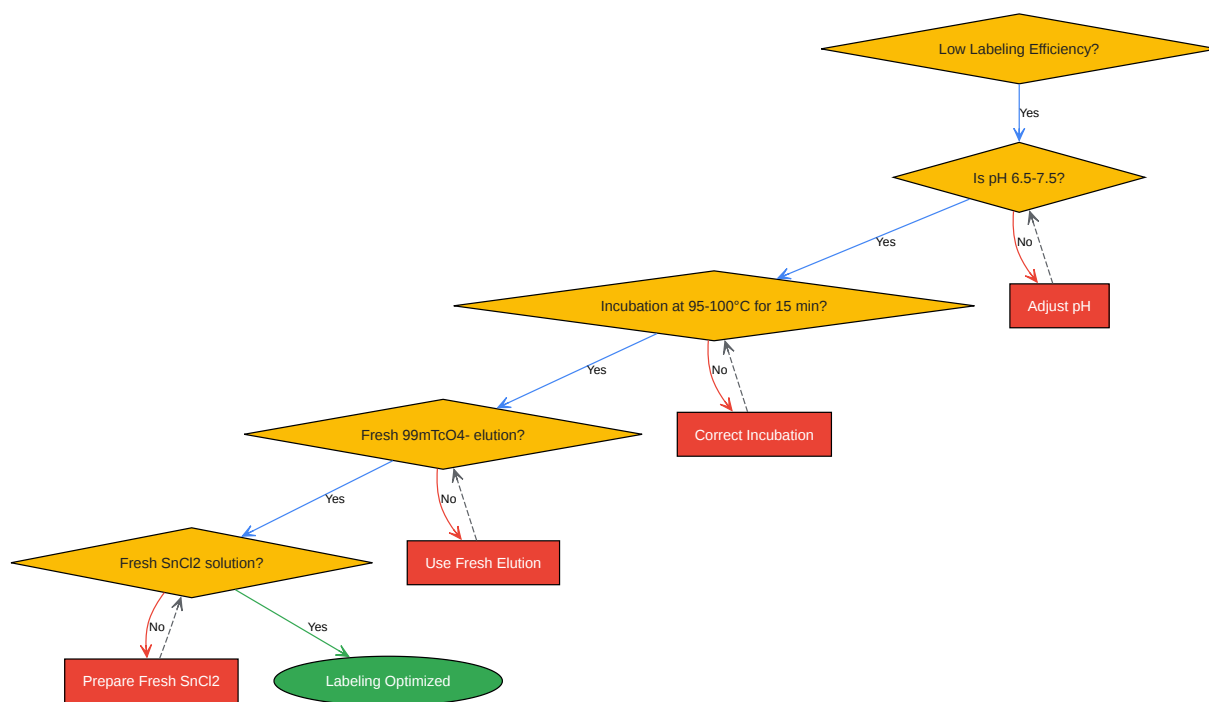 Low Labeling Efficiency?
Yes
Is pH 6.5-7.5?
Yes
No
Incubation at 95-100°C for 15 min?
Adjust pH
Yes
No
Fresh 99mTcO4- elution?
Correct Incubation
Yes
No
Fresh SnCl2 solution?
Use Fresh Elution
No
Yes
Prepare Fresh SnCl2
Labeling Optimized